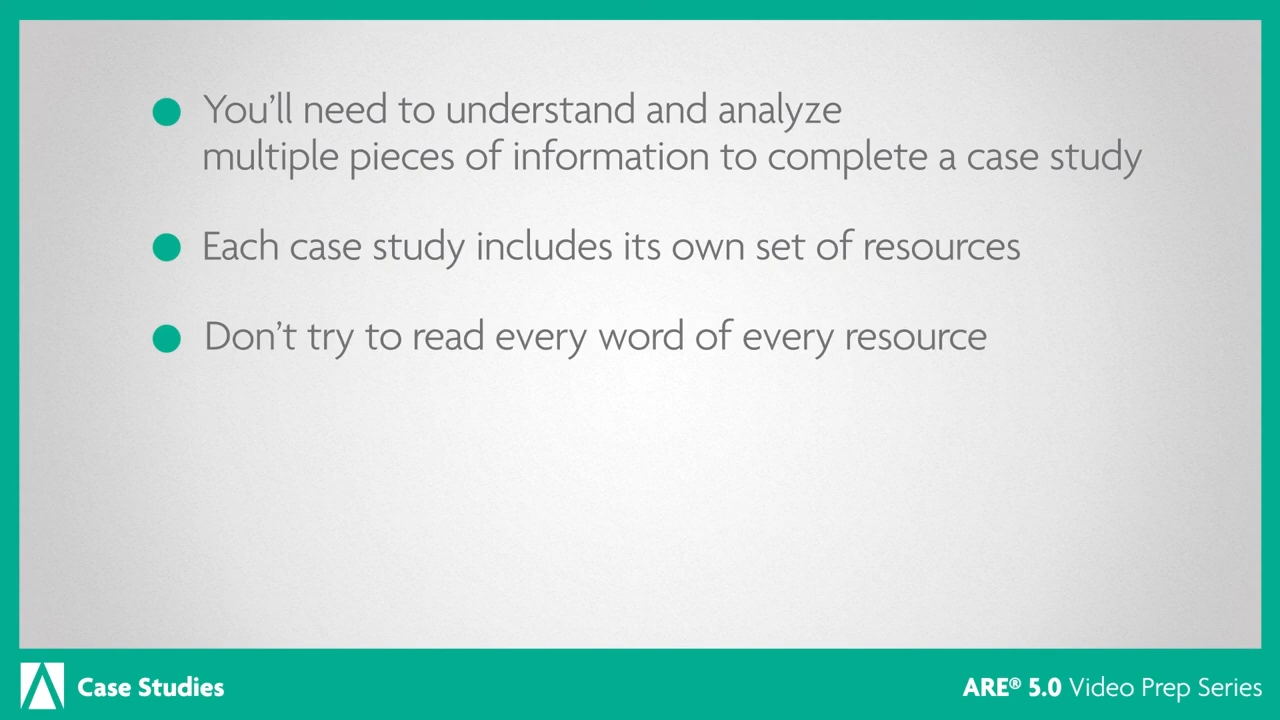 You’ll need to understand and analyze
multiple pieces of information to complete a case study
Each case study includes its own set of resources
Don’t try to read every word of every resource
Case Studies
ARE® 5.0 Video Prep Series